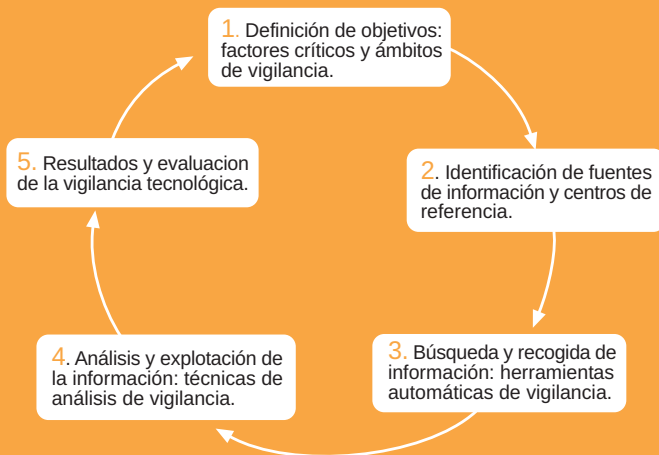 1. Definición de objetivos:
factores críticos y ámbitos
de vigilancia.
2. Identificación de fuentes
de información y centros de
referencia.
3. Búsqueda y recogida de
información: herramientas
automáticas de vigilancia.
4. Análisis y explotación de
la información: técnicas de
análisis de vigilancia.
5. Resultados y evaluacion
de la vigilancia tecnológica.